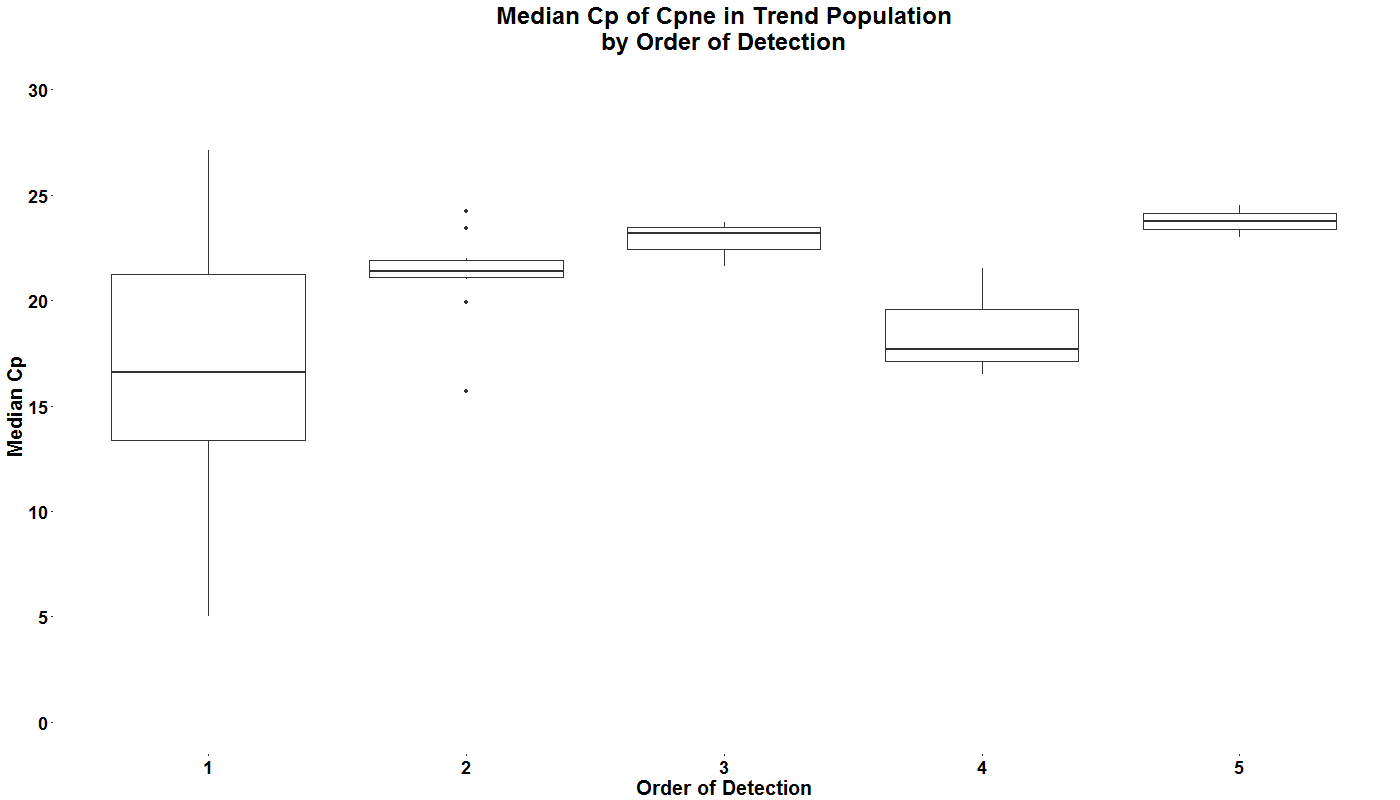 Median Cp of Cpne in Trend Population
by Order of Detection
30
25
20
15
10
5
0
Median Cp
1 2 3 4 5
Order of Detection